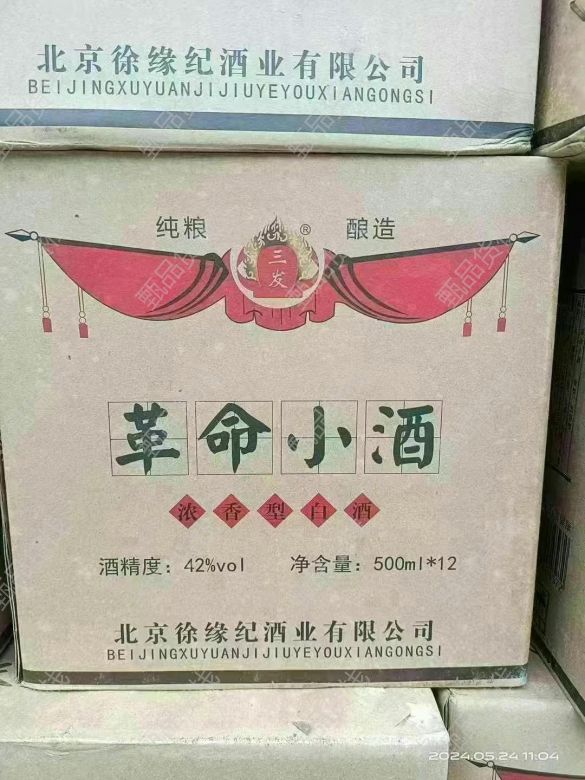 北京徐缘纪酒业有限公司
BEIJINGXUYUANJIJIUYEYOUXIANGONGSI
纯粮 酿造
三发®
革命小酒
浓香型白酒
酒精度：42%vol 净含量：500ml*12
北京徐缘纪酒业有限公司
BEIJINGXUYUANJIJIUYEYOUXIANGONGSI
2024.05.24 11:04